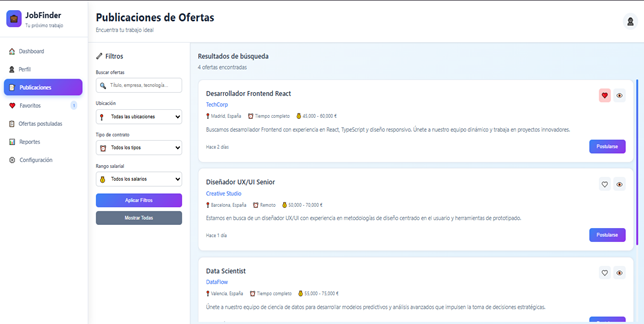 JobFinder
Tu próximo trabajo
Dashboard
Perfil
Publicaciones
Favoritos 1
Ofertas postuladas
Reportes
Configuración
Publicaciones de Ofertas
Encuentra tu trabajo ideal
Filtros
Buscar ofertas
Título, empresa, tecnología...
Ubicación
Todas las ubicaciones
Tipo de contrato
Todos los tipos
Rango salarial
Todos los salarios
Aplicar Filtros
Mostrar Todas
Resultados de búsqueda
4 ofertas encontradas
Desarrollador Frontend React
TechCorp
Madrid, España Tiempo completo 45,000 - 60,000 €
Buscamos desarrollador Frontend con experiencia en React, TypeScript y diseño responsivo. Únete a nuestro equipo dinámico y trabaja en proyectos innovadores.
Hace 2 días
Postularse
Diseñador UX/UI Senior
Creative Studio
Barcelona, España Remoto 50,000 - 70,000 €
Estamos en busca de un diseñador UX/UI con experiencia en metodologías de diseño centrado en el usuario y herramientas de prototipado.
Hace 1 día
Postularse
Data Scientist
DataFlow
Valencia, España Tiempo completo 55,000 - 75,000 €
Únete a nuestro equipo de ciencia de datos para desarrollar modelos predictivos y análisis avanzados que impulsen la toma de decisiones estratégicas.